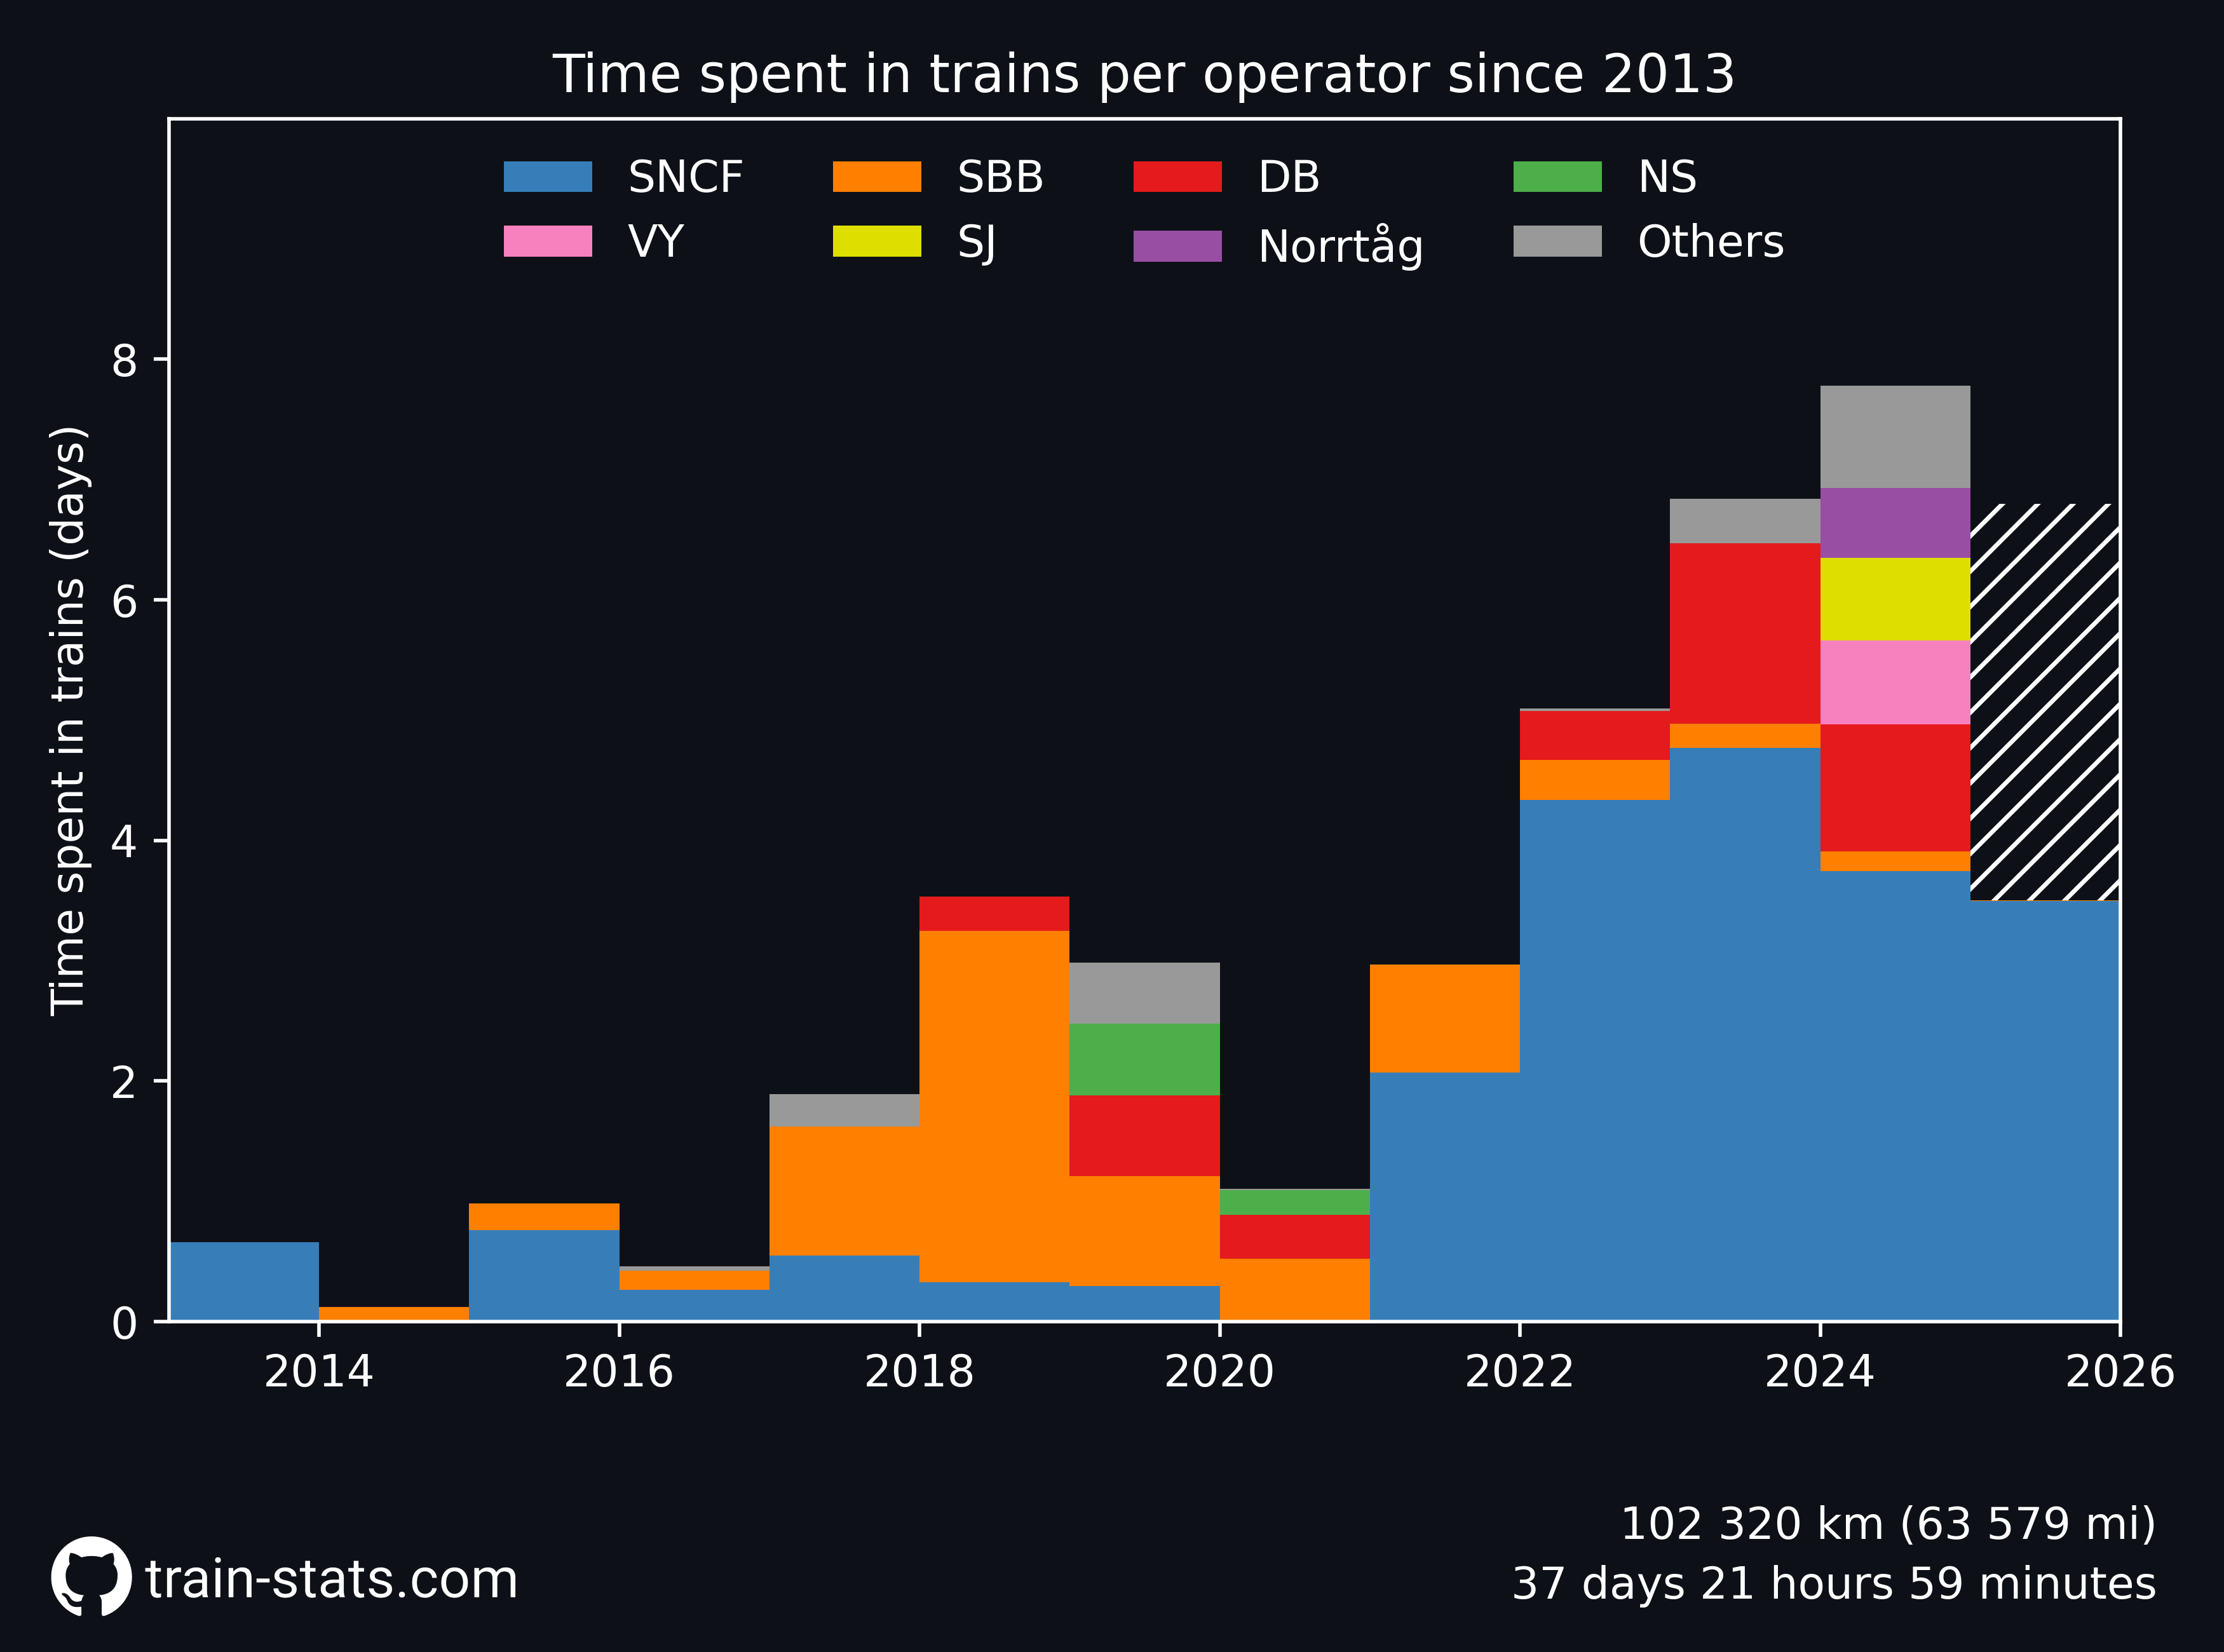 Time spent in trains per operator since 2013
SNCF SBB DB NS
VY SJ Norrtåg Others
Time spent in trains (days)
8
6
4
2
0
2014 2016 2018 2020 2022 2024 2026
102 320 km (63 579 mi)
train-stats.com
37 days 21 hours 59 minutes